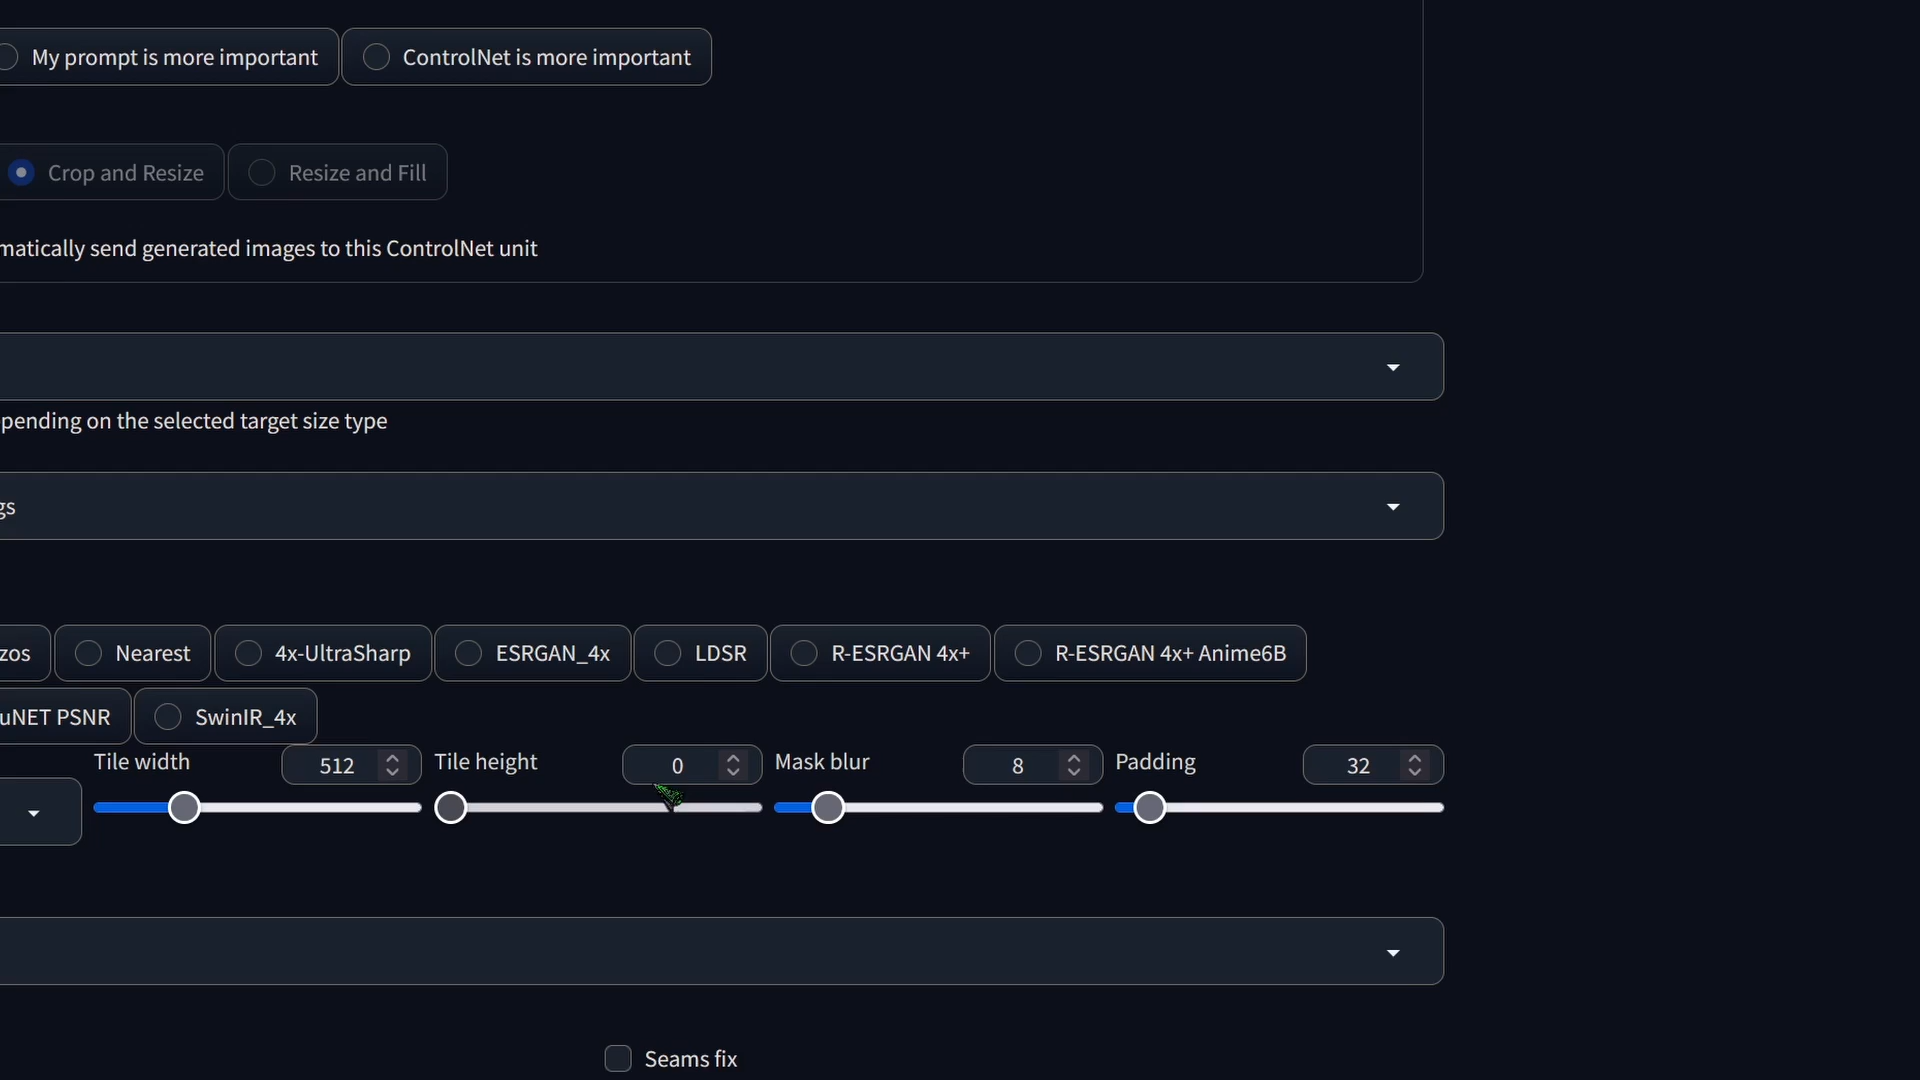 My prompt is more important ControlNet is more important
Crop and Resize Resize and Fill
matically send generated images to this ControlNet unit
pending on the selected target size type
gs
zos Nearest 4x-UltraSharp ESRGAN_4x LDSR R-ESRGAN 4x+ R-ESRGAN 4x+ Anime6B
uNET PSNR SwinIR_4x
Tile width 512 Tile height 0 Mask blur 8 Padding 32
Seams fix